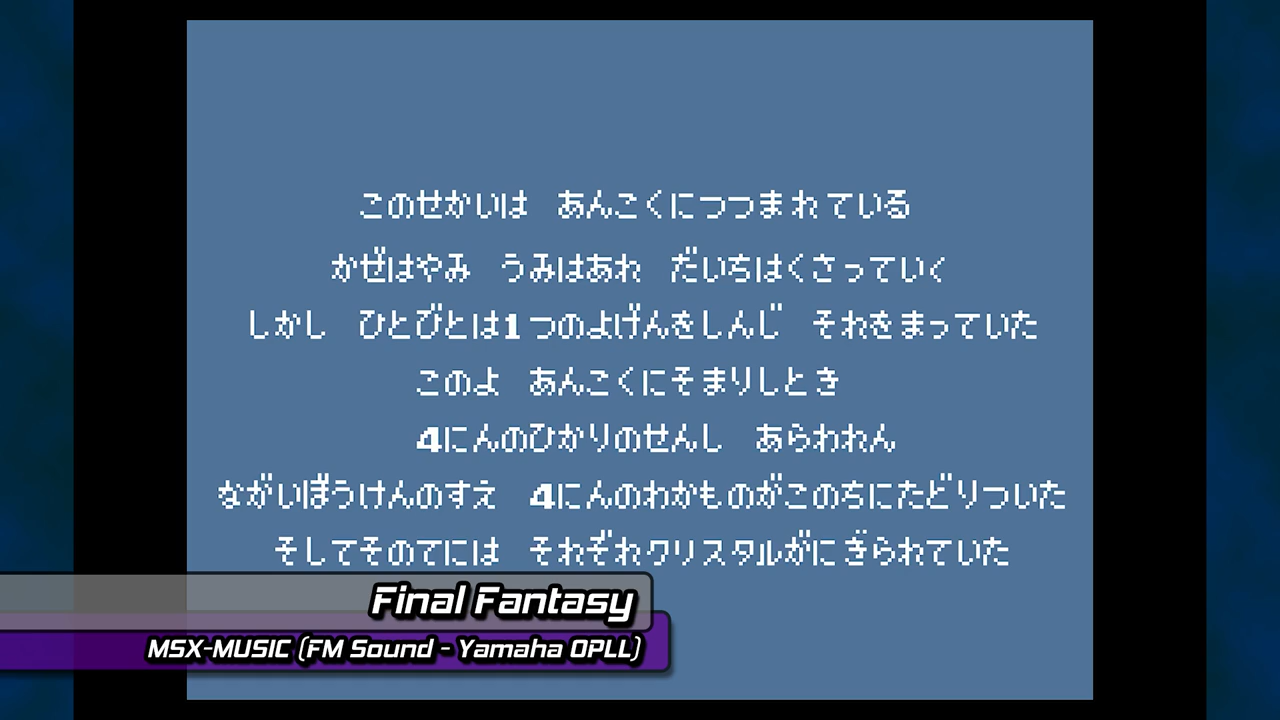 このせかいは　あんこくにつつまれている
かぜはやみ　うみはあれ　だいちはくさっていく
しかし　ひとびとは1つのよげんをしんじ　それをまっていた
このよ　あんこくにそまりしとき
4にんのひかりのせんし　あらわれん
ながいぼうけんのすえ　4にんのわかものがこのちにたどりついた
そしてそのてには　それぞれクリスタルがにぎられていた
Final Fantasy
MSX-MUSIC (FM Sound - Yamaha OPLL)